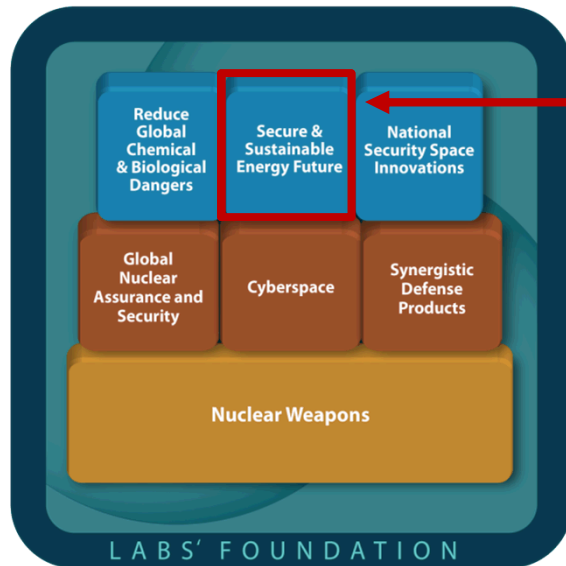 Reduce
Global
Chemical
& Biological
Dangers
Secure &
Sustainable
Energy Future
National
Security Space
Innovations
Global
Nuclear
Assurance and
Security
Cyberspace
Synergistic
Defense
Products
Nuclear Weapons
LABS' FOUNDATION